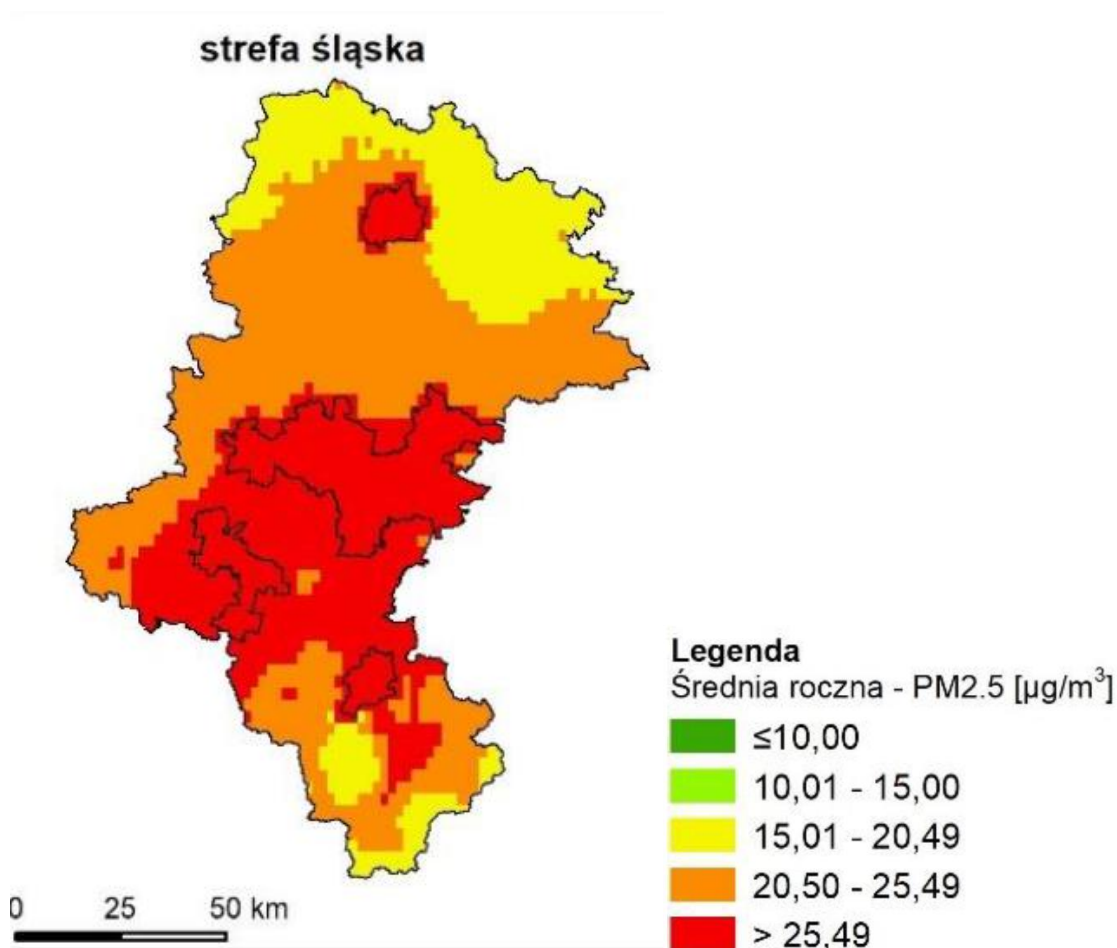 strefa śląska
Legenda
Średnia roczna - PM2.5 [µg/m³]
≤10,00
10,01 - 15,00
15,01 - 20,49
20,50 - 25,49
> 25,49
0 25 50 km